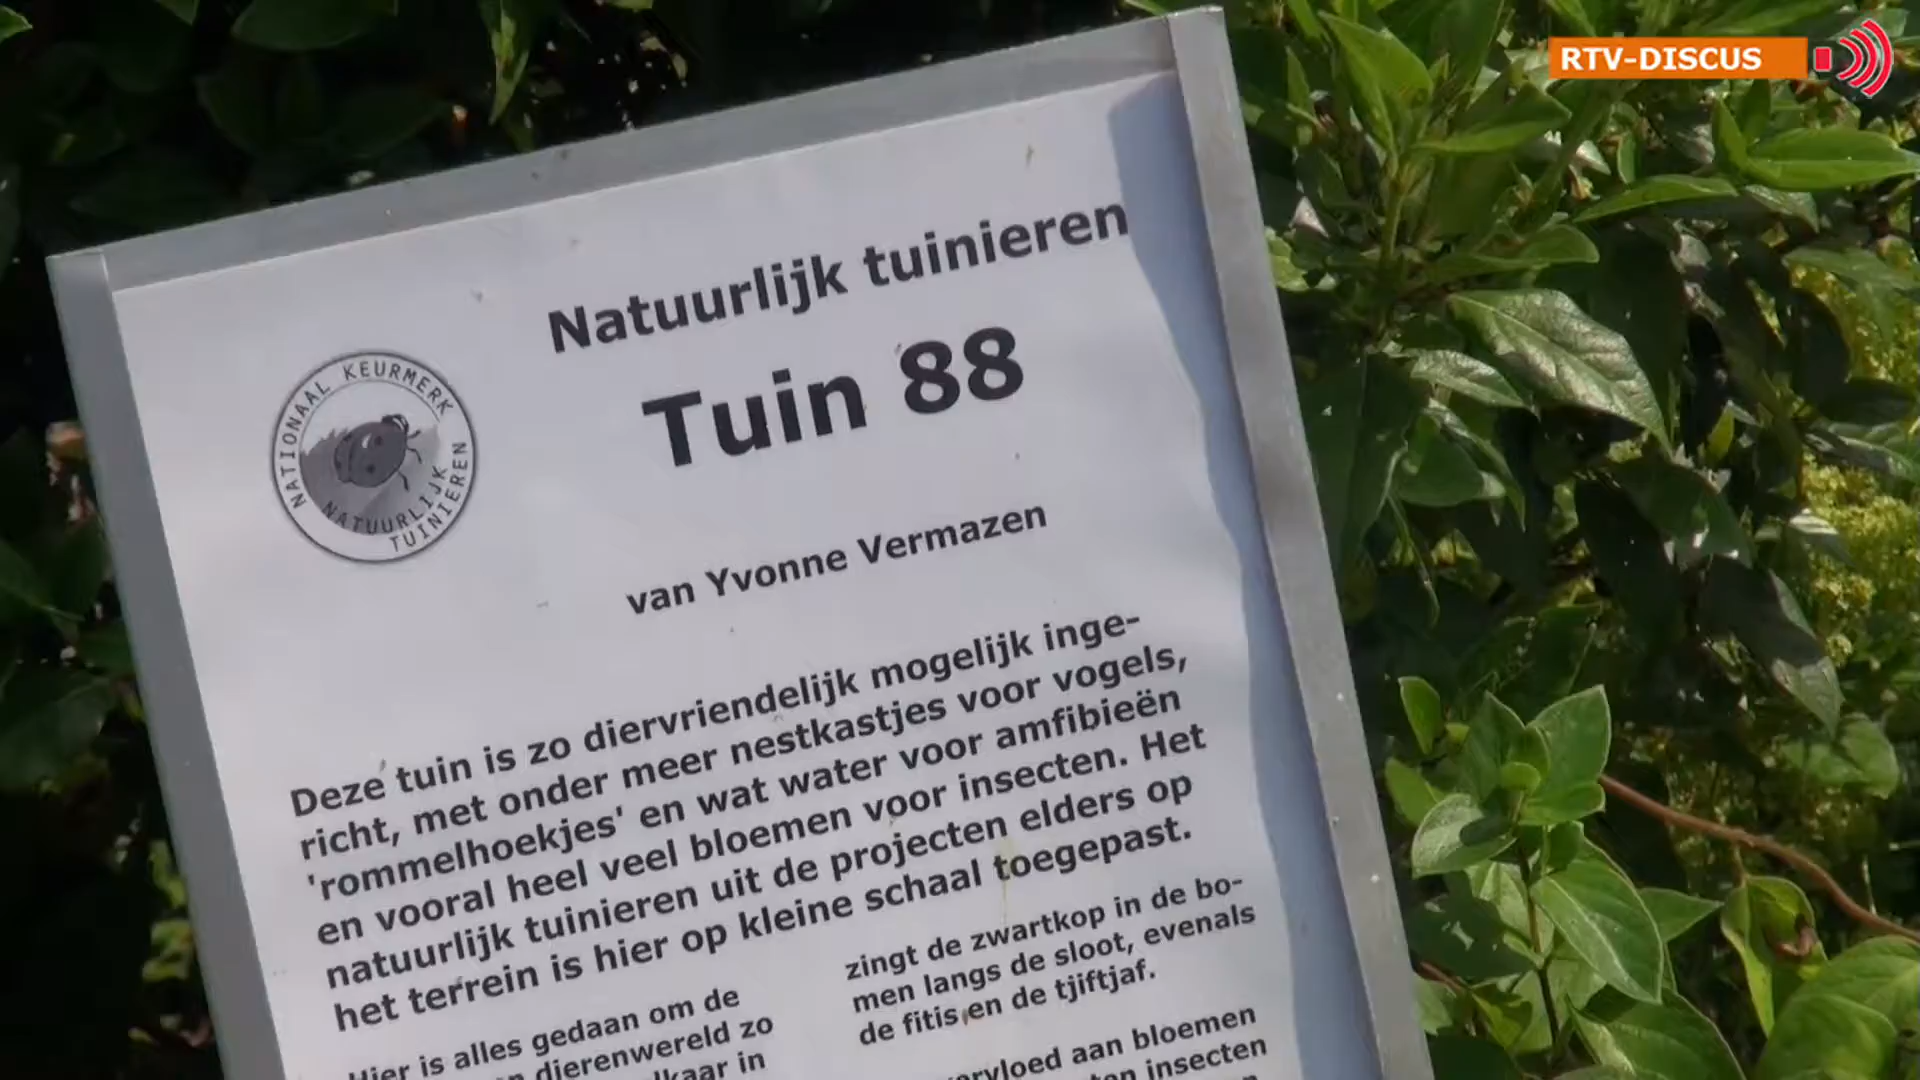 RTV-DISCUS
Natuurlijk tuinieren
Tuin 88
NATIONAAL KEURMERK
NATUURLIJK
TUINIEREN
van Yvonne Vermazen
Deze tuin is zo diervriendelijk mogelijk inge-
richt, met onder meer nestkastjes voor vogels,
'rommelhoekjes' en wat water voor amfibieën
en vooral heel veel bloemen voor insecten. Het
natuurlijk tuinieren uit de projecten elders op
het terrein is hier op kleine schaal toegepast.
Hier is alles gedaan om de
dierenwereld zo
in
zingt de zwartkop in de bo-
men langs de sloot, evenals
de fitis en de tjiftjaf.
aan bloemen
insecten